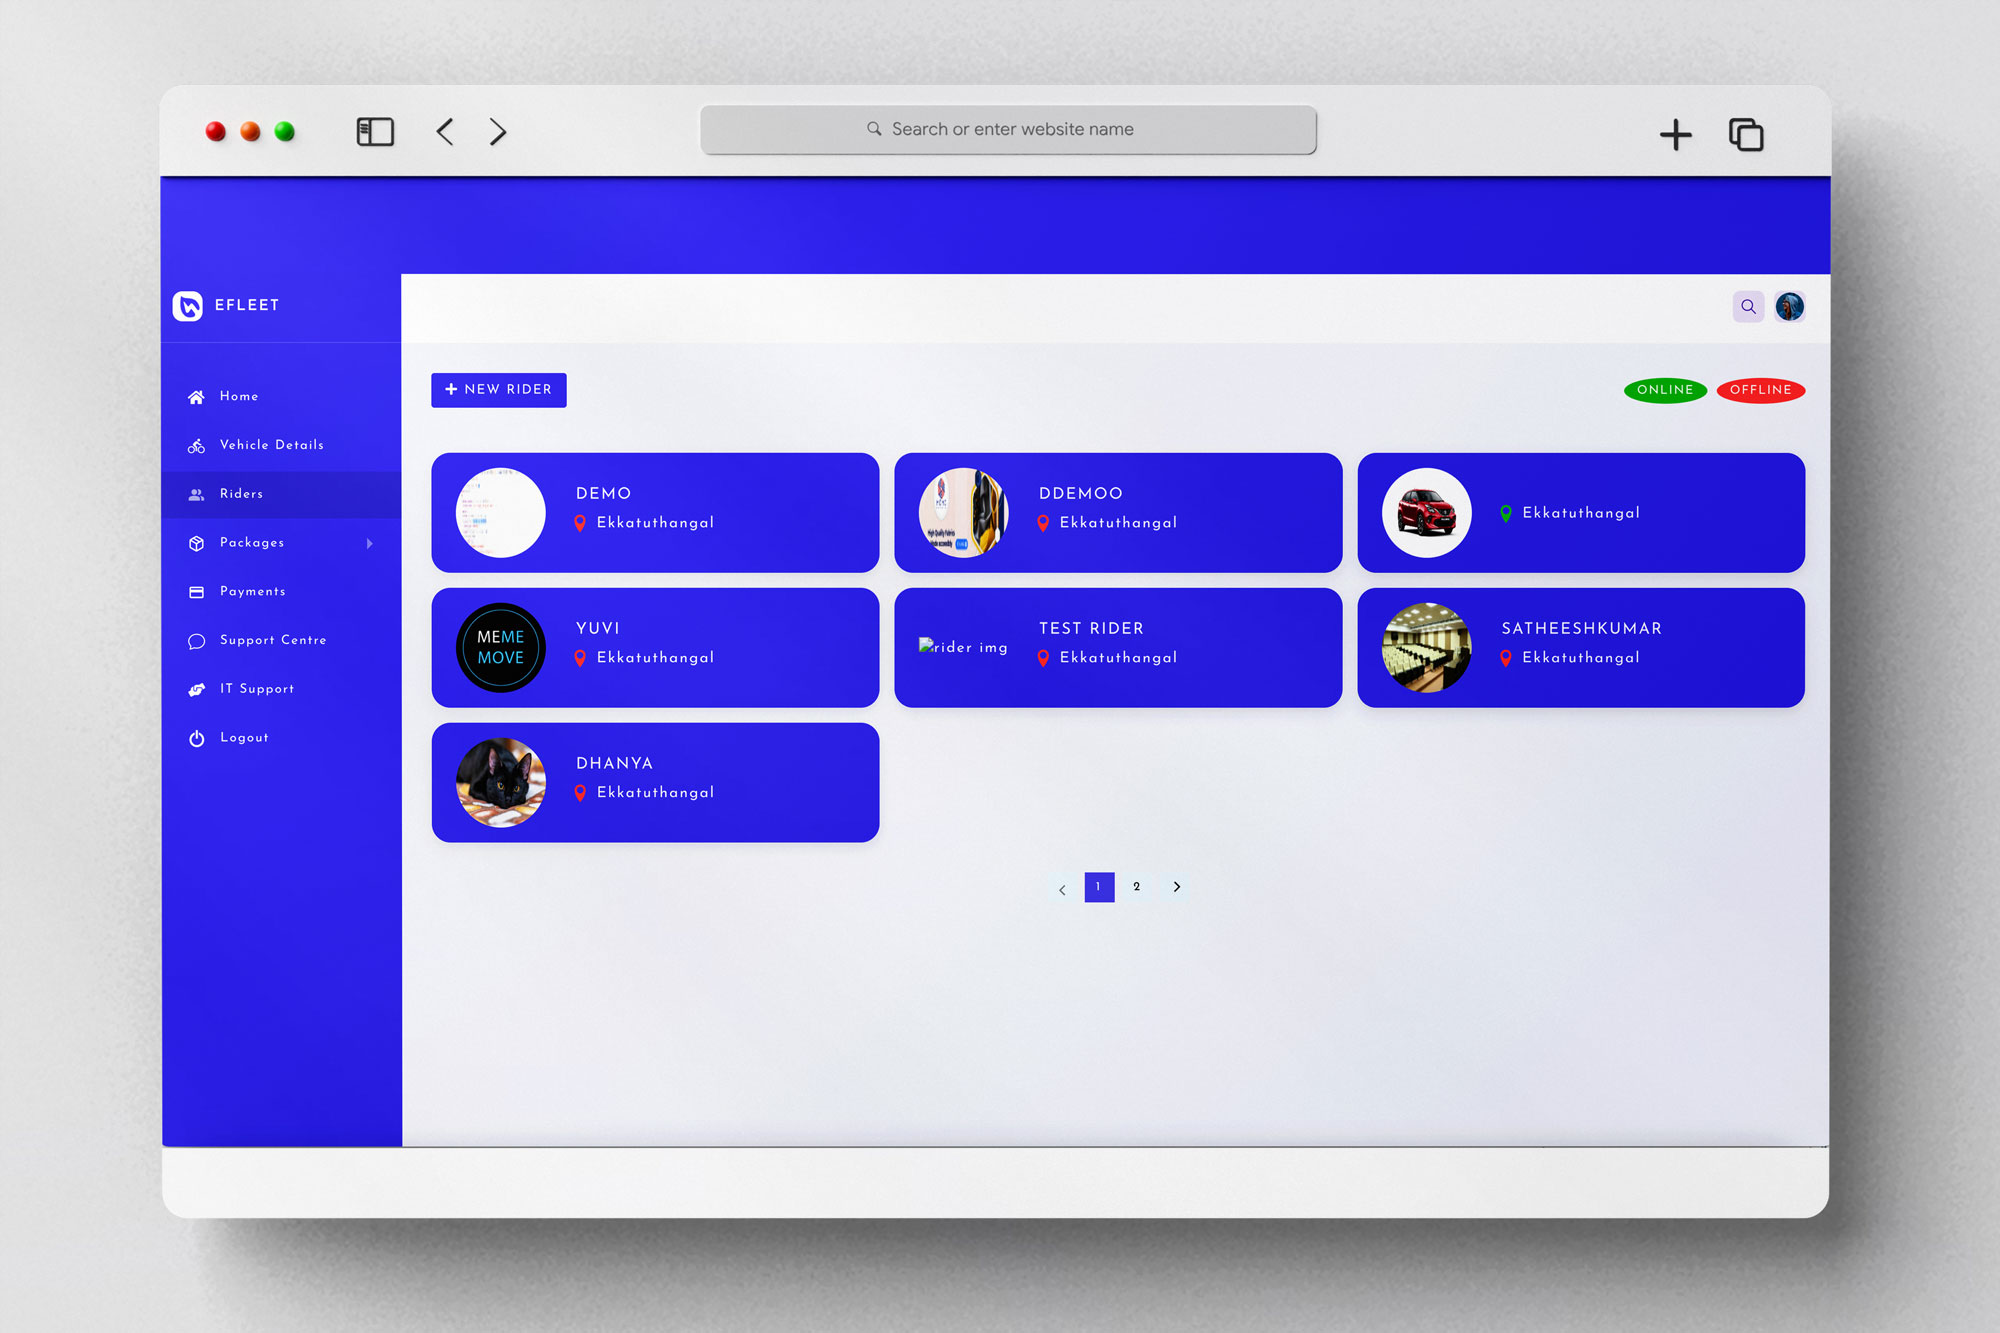 Search or enter website name
EFLEET
Home
Vehicle Details
Riders
Packages
Payments
Support Centre
IT Support
Logout
NEW RIDER
ONLINE OFFLINE
DEMO
Ekkatuthangal
DDEMOO
Ekkatuthangal
Ekkatuthangal
MEME
MOVE
YUVI
Ekkatuthangal
rider img
TEST RIDER
Ekkatuthangal
SATHEESHKUMAR
Ekkatuthangal
DHANYA
Ekkatuthangal
1 2